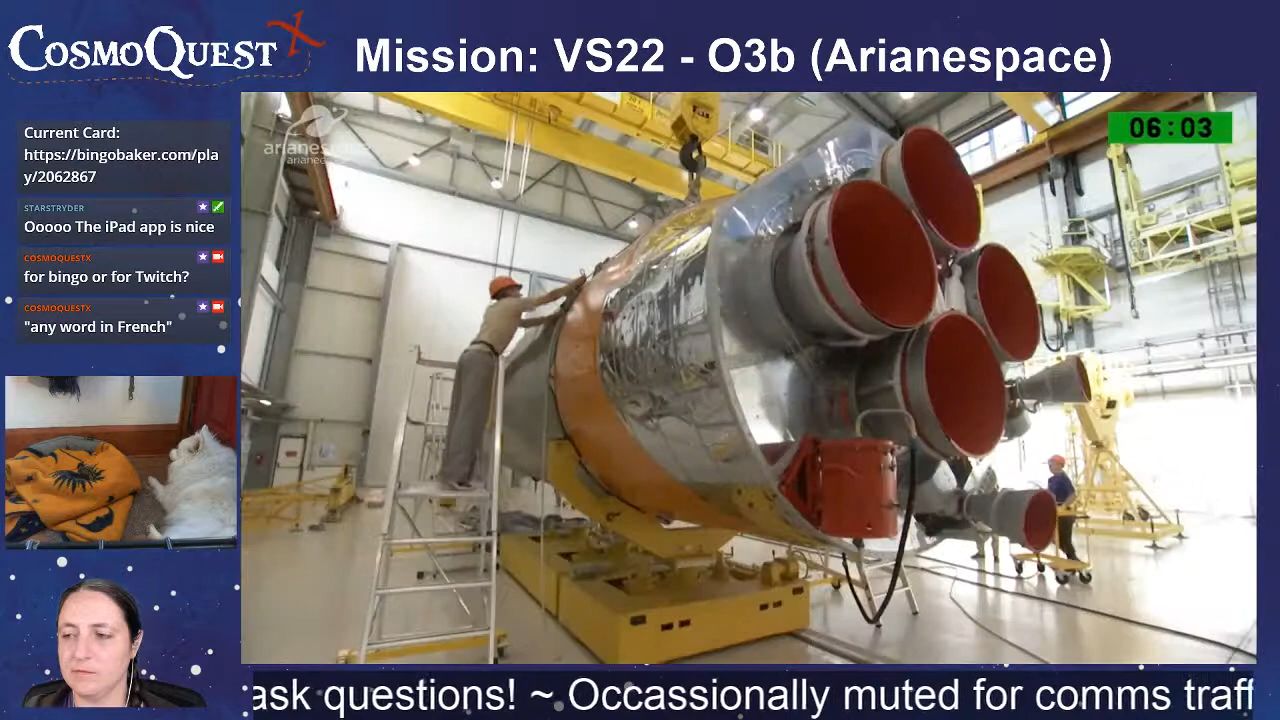 CosmoQuest X
Mission: VS22 - O3b (Arianespace)
Current Card:
https://bingobaker.com/pla
y/2062867
STARSTRYDER
Ooooo The iPad app is nice
COSMOQUESTX
for bingo or for Twitch?
COSMOQUESTX
"any word in French"
arianespace
06:03
ask questions! ~ Occassionally muted for comms traff